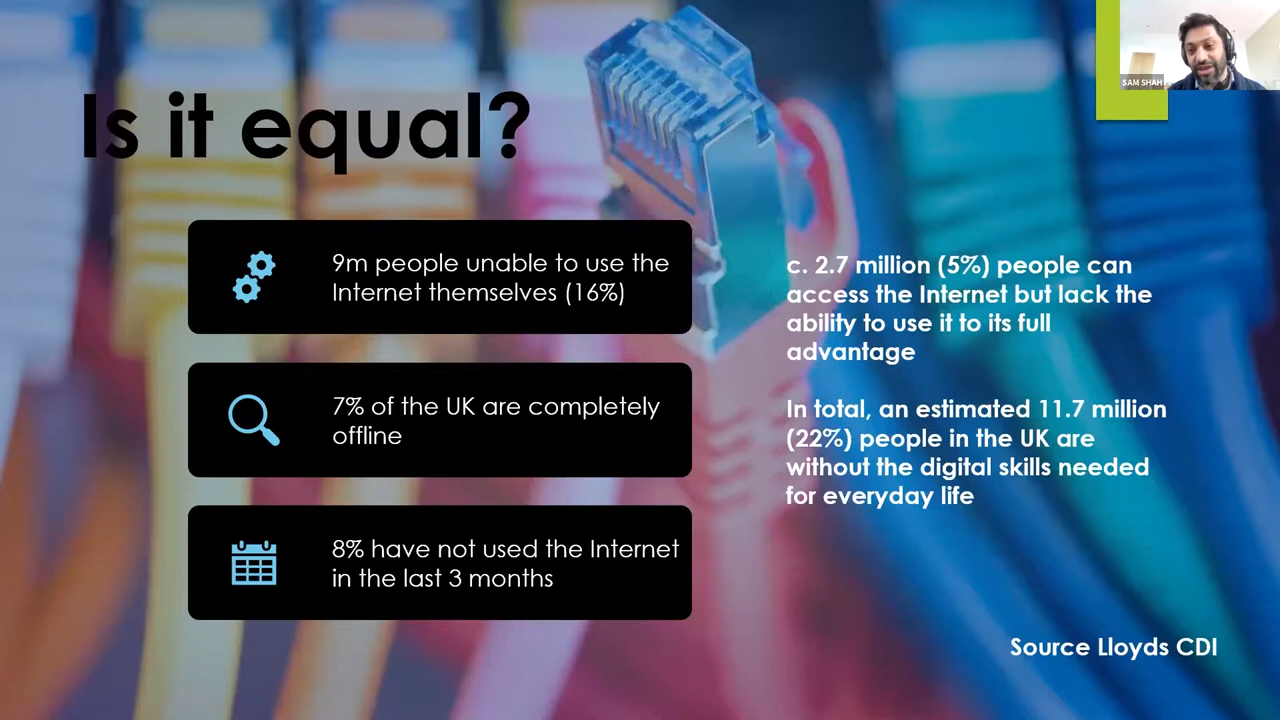 SAM SHAH
Is it equal?
9m people unable to use the
Internet themselves (16%)
7% of the UK are completely
offline
8% have not used the Internet
in the last 3 months
c. 2.7 million (5%) people can
access the Internet but lack the
ability to use it to its full
advantage
In total, an estimated 11.7 million
(22%) people in the UK are
without the digital skills needed
for everyday life
Source Lloyds CDI